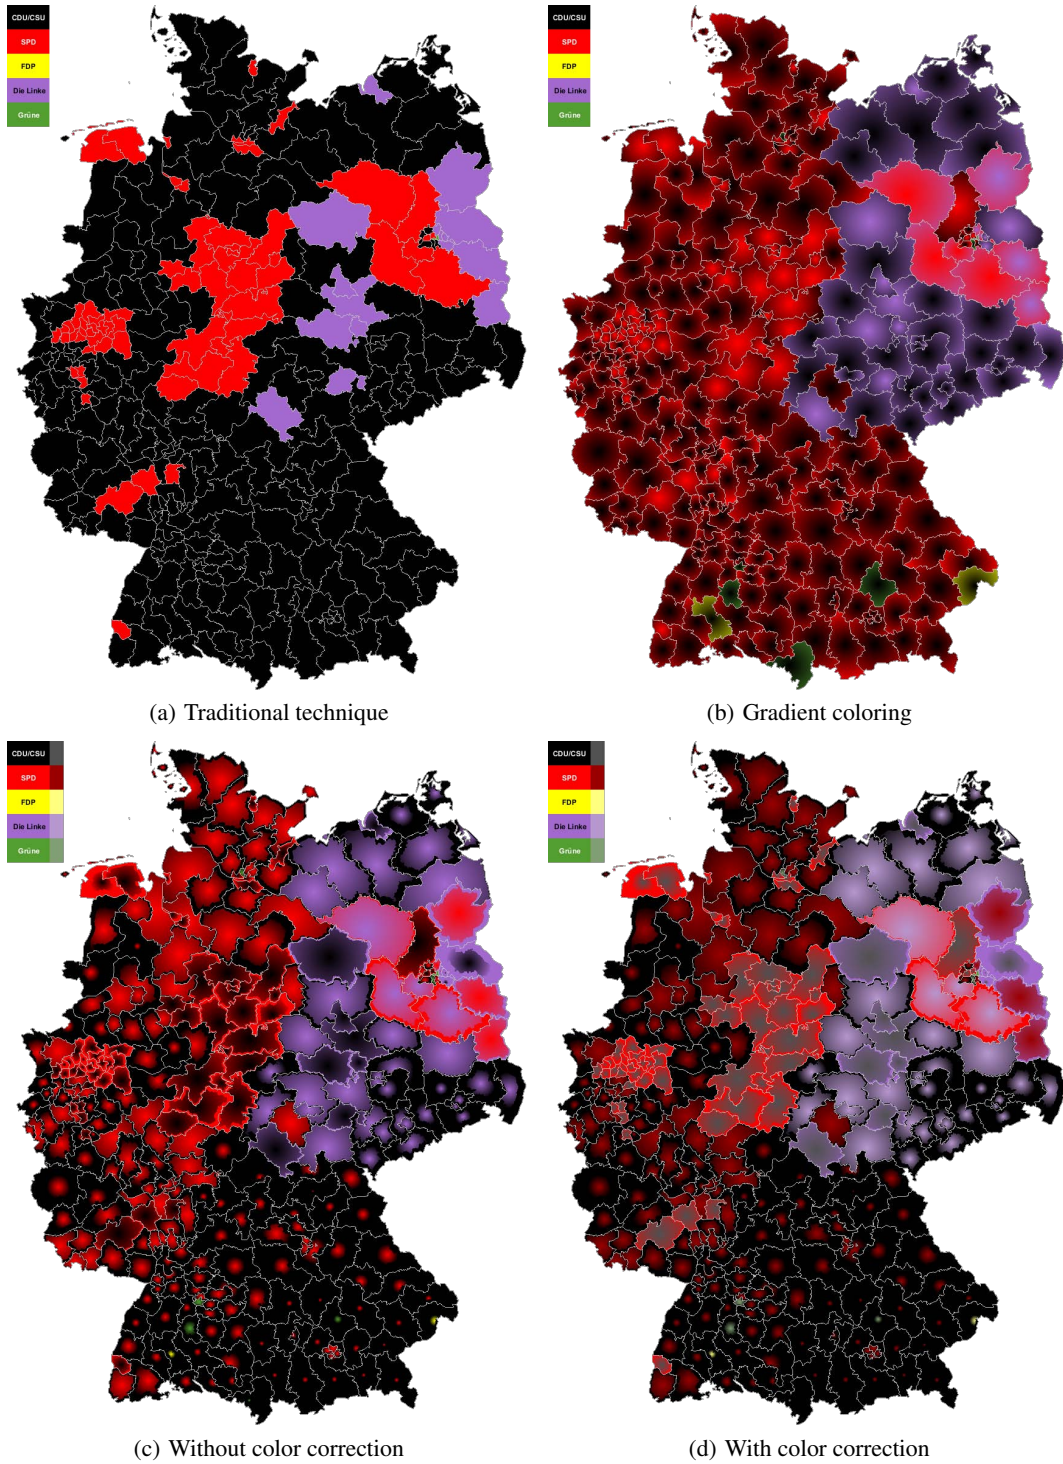 CDU/CSU
SPD
FDP
Die Linke
Grüne
CDU/CSU
SPD
FDP
Die Linke
Grüne
(a) Traditional technique
(b) Gradient coloring
CDU/CSU
SPD
FDP
Die Linke
Grüne
CDU/CSU
SPD
FDP
Die Linke
Grüne
(c) Without color correction
(d) With color correction